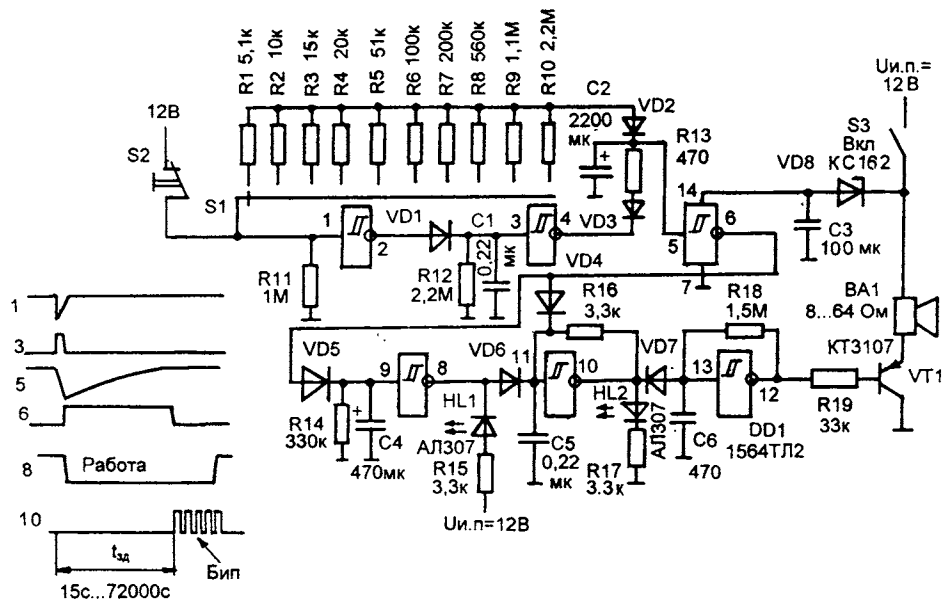 R1 5,1к
R2 10к
R3 15к
R4 20к
R5 51к
R6 100к
R7 200к
R8 560к
R9 1,1М
R10 2,2М
C2
2200
мк
VD2
R13
470
Uи.п.=
12 В
S3
Вкл
VD8
КС162
12В
S2
S1
1
2
VD1
C1
0,22
мк
3
4
VD3
14
5
6
7
C3
100 мк
R11
1М
R12
2,2М
VD4
R16
3,3к
R18
1,5М
ВА1
8...64 Ом
КТ3107
VT1
VD5
9
8
VD6
11
10
VD7
13
12
R14
330к
C4
470мк
HL1
АЛ307
R15
3,3к
Uи.п=12В
C5
0,22
мк
HL2
АЛ307
R17
3.3к
C6
470
DD1
1564ТЛ2
R19
33к
1
3
5
6
8
Работа
10
tзд
Бип
15с...72000с